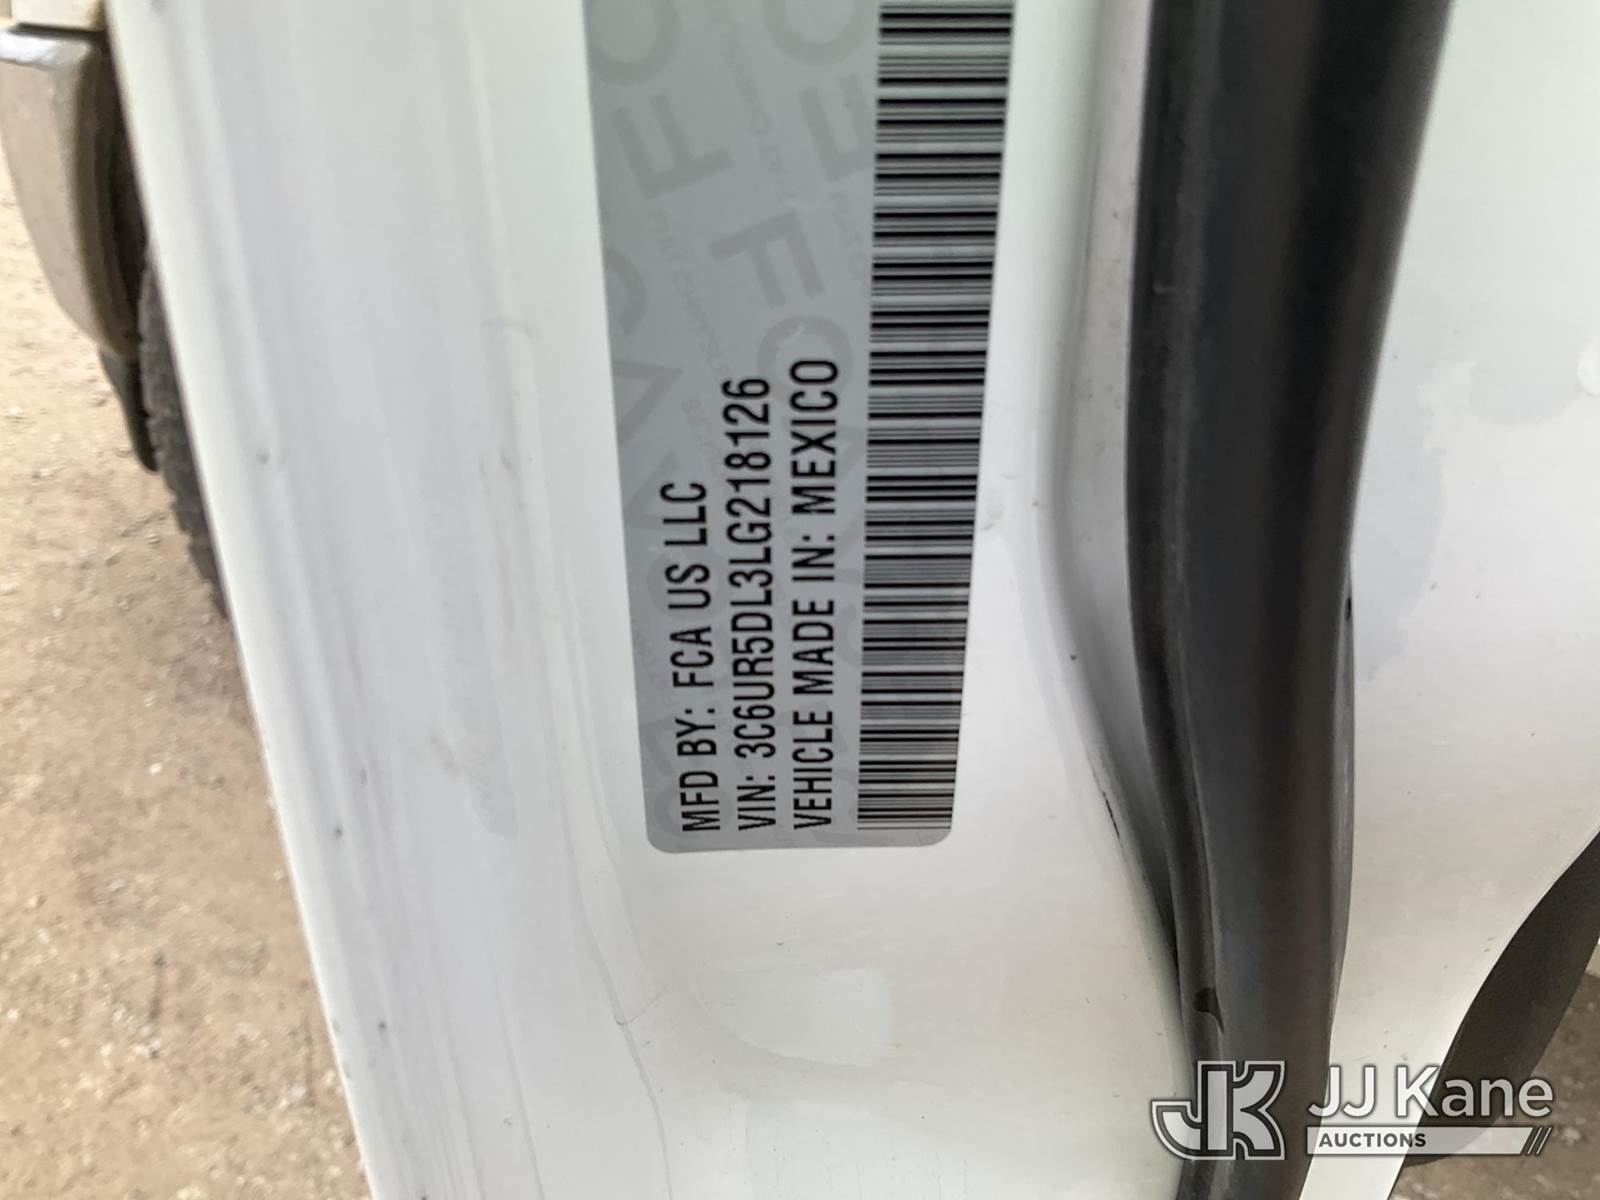 MFD BY: FCA US LLC
VIN: 3C6UR5DL3LG218126
VEHICLE MADE IN: MEXICO
JJ Kane
AUCTIONS